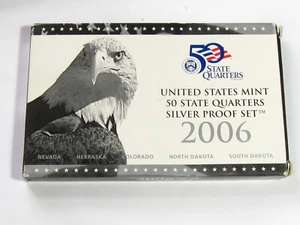 50
STATE
QUARTERS
UNITED STATES MINT
50 STATE QUARTERS
SILVER PROOF SET™
2006
NEVADA NEBRASKA COLORADO NORTH DAKOTA SOUTH DAKOTA